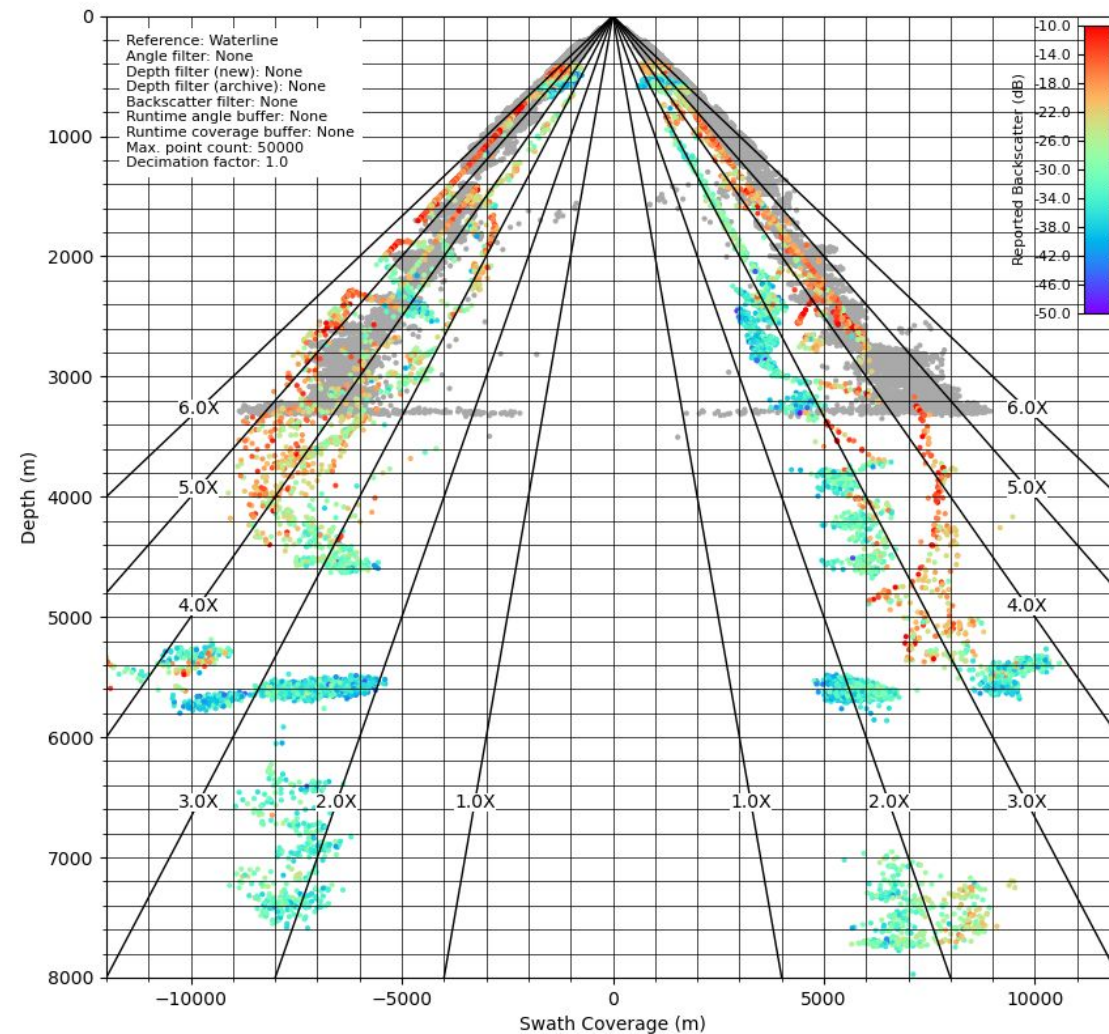 0
1000
2000
3000
4000
5000
6000
7000
8000
Depth (m)
Reference: Waterline
Angle filter: None
Depth filter (new): None
Depth filter (archive): None
Backscatter filter: None
Runtime angle buffer: None
Runtime coverage buffer: None
Max. point count: 50000
Decimation factor: 1.0
Reported Backscatter (dB)
-10.0
-14.0
-18.0
-22.0
-26.0
-30.0
-34.0
-38.0
-42.0
-46.0
-50.0
6.0X
6.0X
5.0X
5.0X
4.0X
4.0X
3.0X
2.0X
1.0X
1.0X
2.0X
3.0X
−10000
−5000
0
5000
10000
Swath Coverage (m)